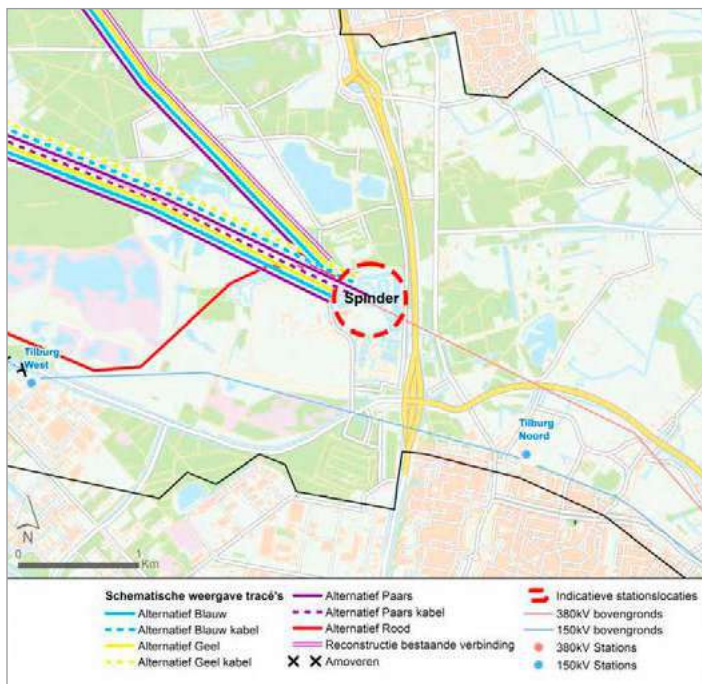 Spinder
Tilburg
West
Tilburg
Noord
N
0
1
Km
Schematische weergave tracé's
Alternatief Blauw
Alternatief Blauw kabel
Alternatief Geel
Alternatief Geel kabel
Alternatief Paars
Alternatief Paars kabel
Alternatief Rood
Reconstructie bestaande verbinding
Amoveren
Indicatieve stationslocaties
380kV bovengronds
150kV bovengronds
380kV Stations
150kV Stations